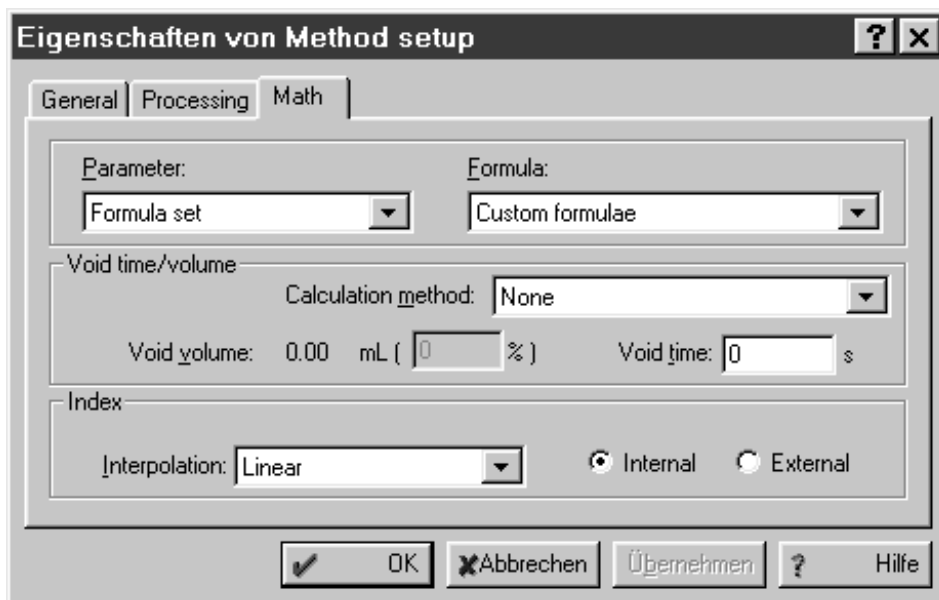 Eigenschaften von Method setup
General Processing Math
Parameter: Formula:
Formula set Custom formulae
Void time/volume
Calculation method: None
Void volume: 0.00 mL ( 0 % ) Void time: 0 s
Index
Interpolation: Linear Internal External
OK Abbrechen Übernehmen ? Hilfe